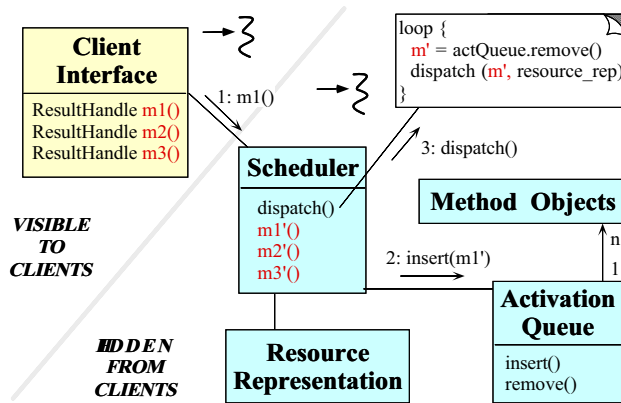 Client
Interface
ResultHandle m1()
ResultHandle m2()
ResultHandle m3()
1: m1()
loop {
m' = actQueue.remove()
dispatch (m', resource_rep)
}
3: dispatch()
Scheduler
dispatch()
m1'()
m2'()
m3'()
Method Objects
n
1
2: insert(m1')
Activation
Queue
insert()
remove()
Resource
Representation
VISIBLE
TO
CLIENTS
HIDDEN
FROM
CLIENTS